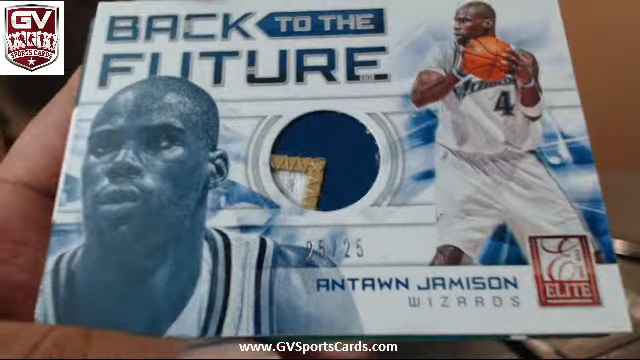 GV
SPORTS CARDS
BACK TO THE
FUTURE
4
25/25
ANTAWN JAMISON
WIZARDS
E
ELITE
www.GVSportsCards.com